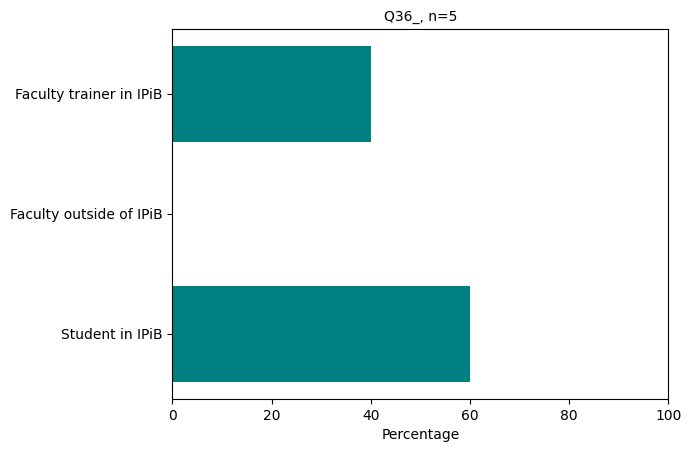 Q36_, n=5
Faculty trainer in IPiB
Faculty outside of IPiB
Student in IPiB
0 20 40 60 80 100
Percentage